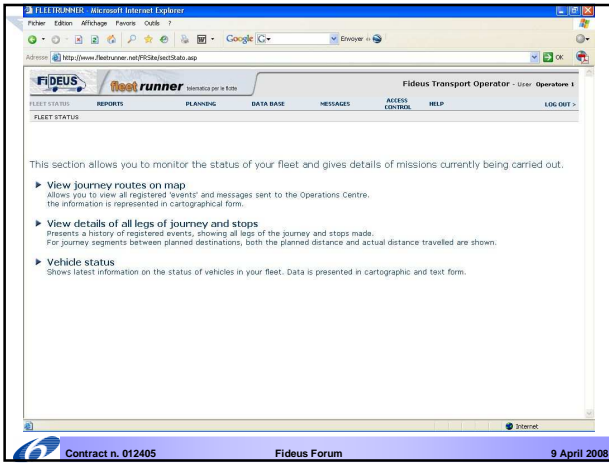 FLEETRUNNER - Microsoft Internet Explorer
Fichier Edition Affichage Favoris Outils ?
Google G Envoyer
Adresse http://www.fleetrunner.net/FRSite/sectStato.asp OK
FiDEUS fleet runner telematica per le flotte Fideus Transport Operator - User Operatore 1
FLEET STATUS REPORTS PLANNING DATA BASE MESSAGES ACCESS CONTROL HELP LOG OUT >
FLEET STATUS
This section allows you to monitor the status of your fleet and gives details of missions currently being carried out.
View journey routes on map
Allows you to view all registered 'events' and messages sent to the Operations Centre.
the information is represented in cartographical form.
View details of all legs of journey and stops
Presents a history of registered events, showing all legs of the journey and stops made.
For journey segments between planned destinations, both the planned distance and actual distance travelled are shown.
Vehicle status
Shows latest information on the status of vehicles in your fleet. Data is presented in cartographic and text form.
Internet
6 Contract n. 012405 Fideus Forum 9 April 2008